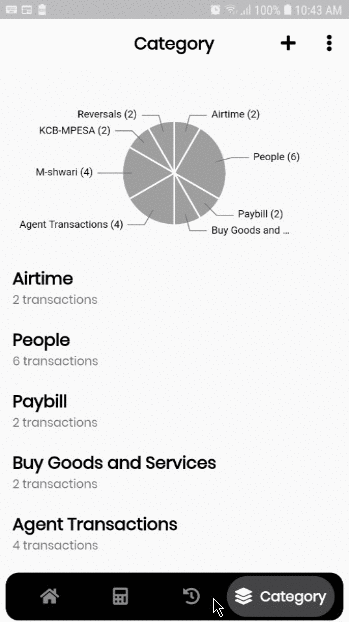 100% 10:43 AM
Category
Reversals (2)
Airtime (2)
KCB-MPESA (2)
People (6)
M-shwari (4)
Paybill (2)
Agent Transactions (4)
Buy Goods and ...
Airtime
2 transactions
People
6 transactions
Paybill
2 transactions
Buy Goods and Services
2 transactions
Agent Transactions
4 transactions
Category